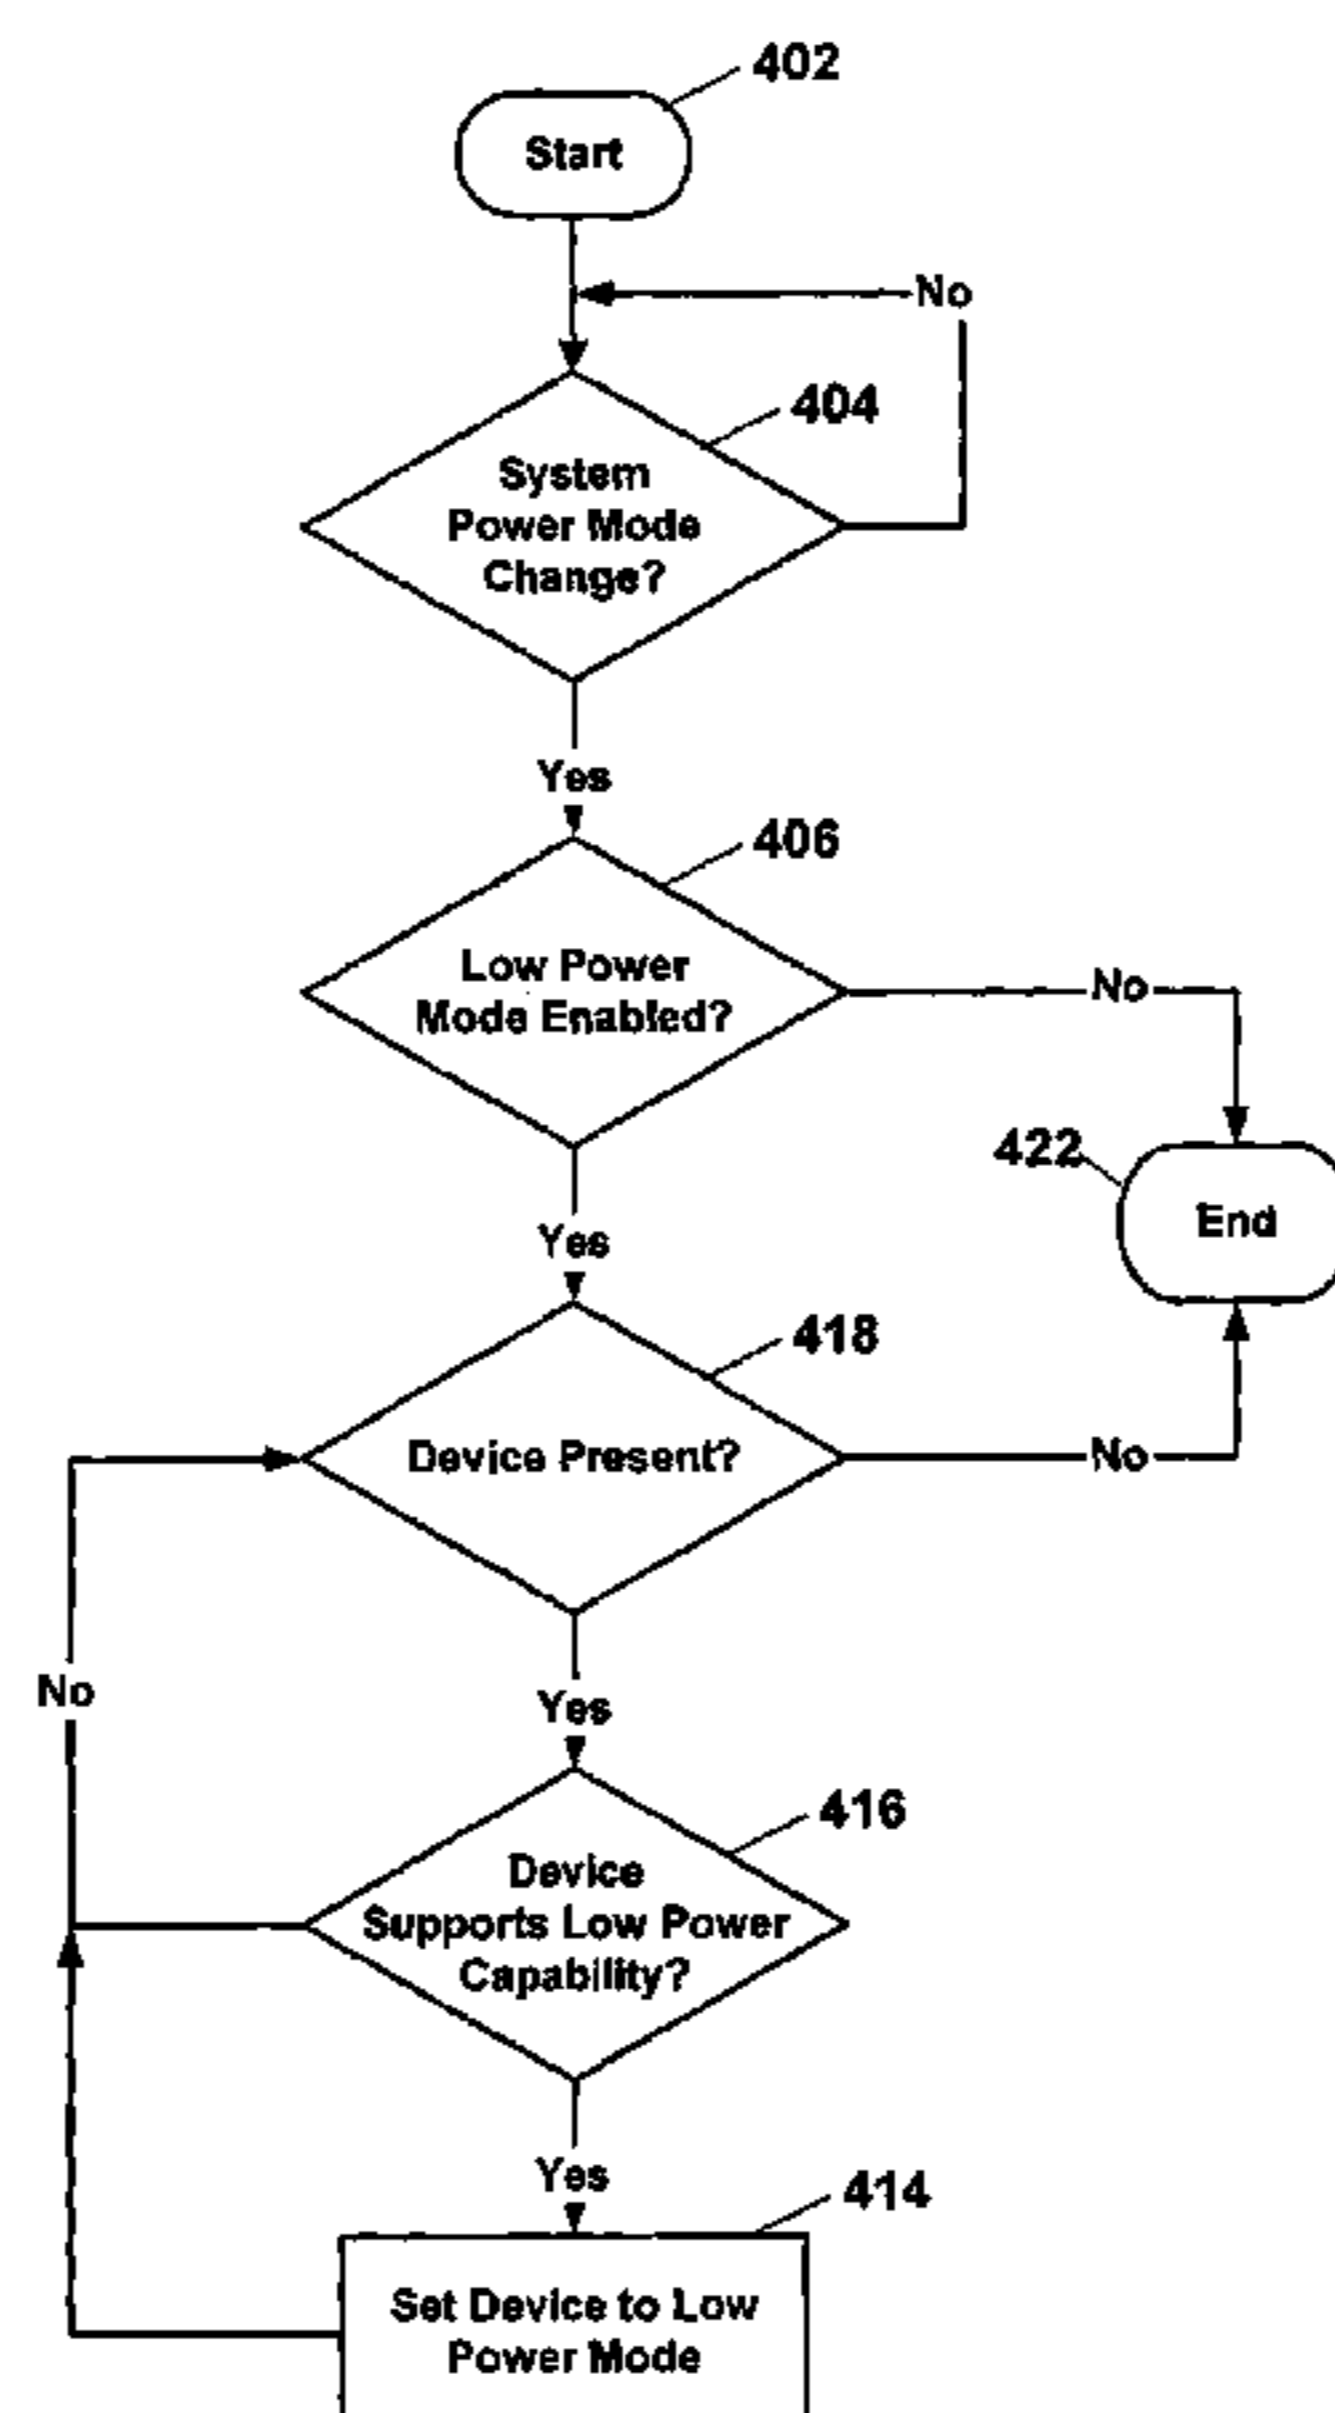 402
Start
No
404
System
Power Mode
Change?
Yes
406
Low Power
Mode Enabled?
No
422
End
Yes
418
Device Present?
No
No
Yes
416
Device
Supports Low Power
Capability?
Yes
414
Set Device to Low
Power Mode